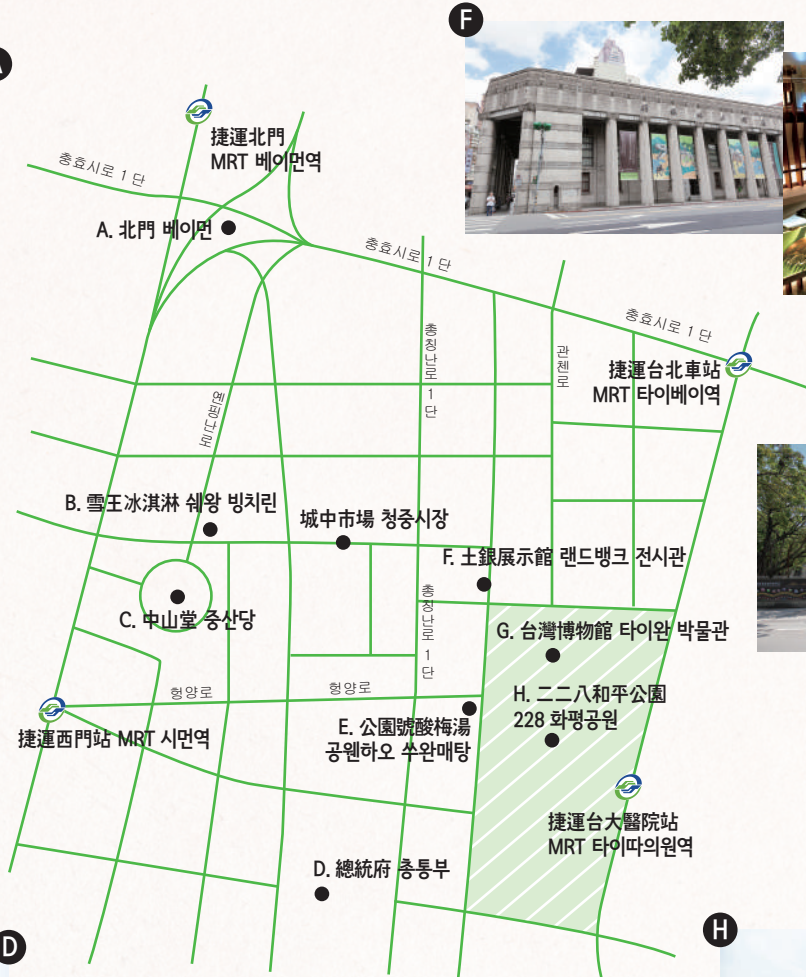 F
A
捷運北門
MRT 베이먼역
충효시로 1 단
A. 北門 베이먼
충효시로 1 단
충효시로 1 단
총칭난로 1 단
관첸로
捷運台北車站
MRT 타이베이역
옌핑난로
B. 雪王冰淇淋 쉐왕 빙치린
城中市場 청중시장
F. 土銀展示館 랜드뱅크 전시관
C. 中山堂 중산당
총칭난로 1 단
G. 台灣博物館 타이완 박물관
헝양로
헝양로
H. 二二八和平公園
228 화평공원
捷運西門站 MRT 시먼역
E. 公園號酸梅湯
공웬하오 쑤완매탕
捷運台大醫院站
MRT 타이따의원역
D. 總統府 총통부
D
H